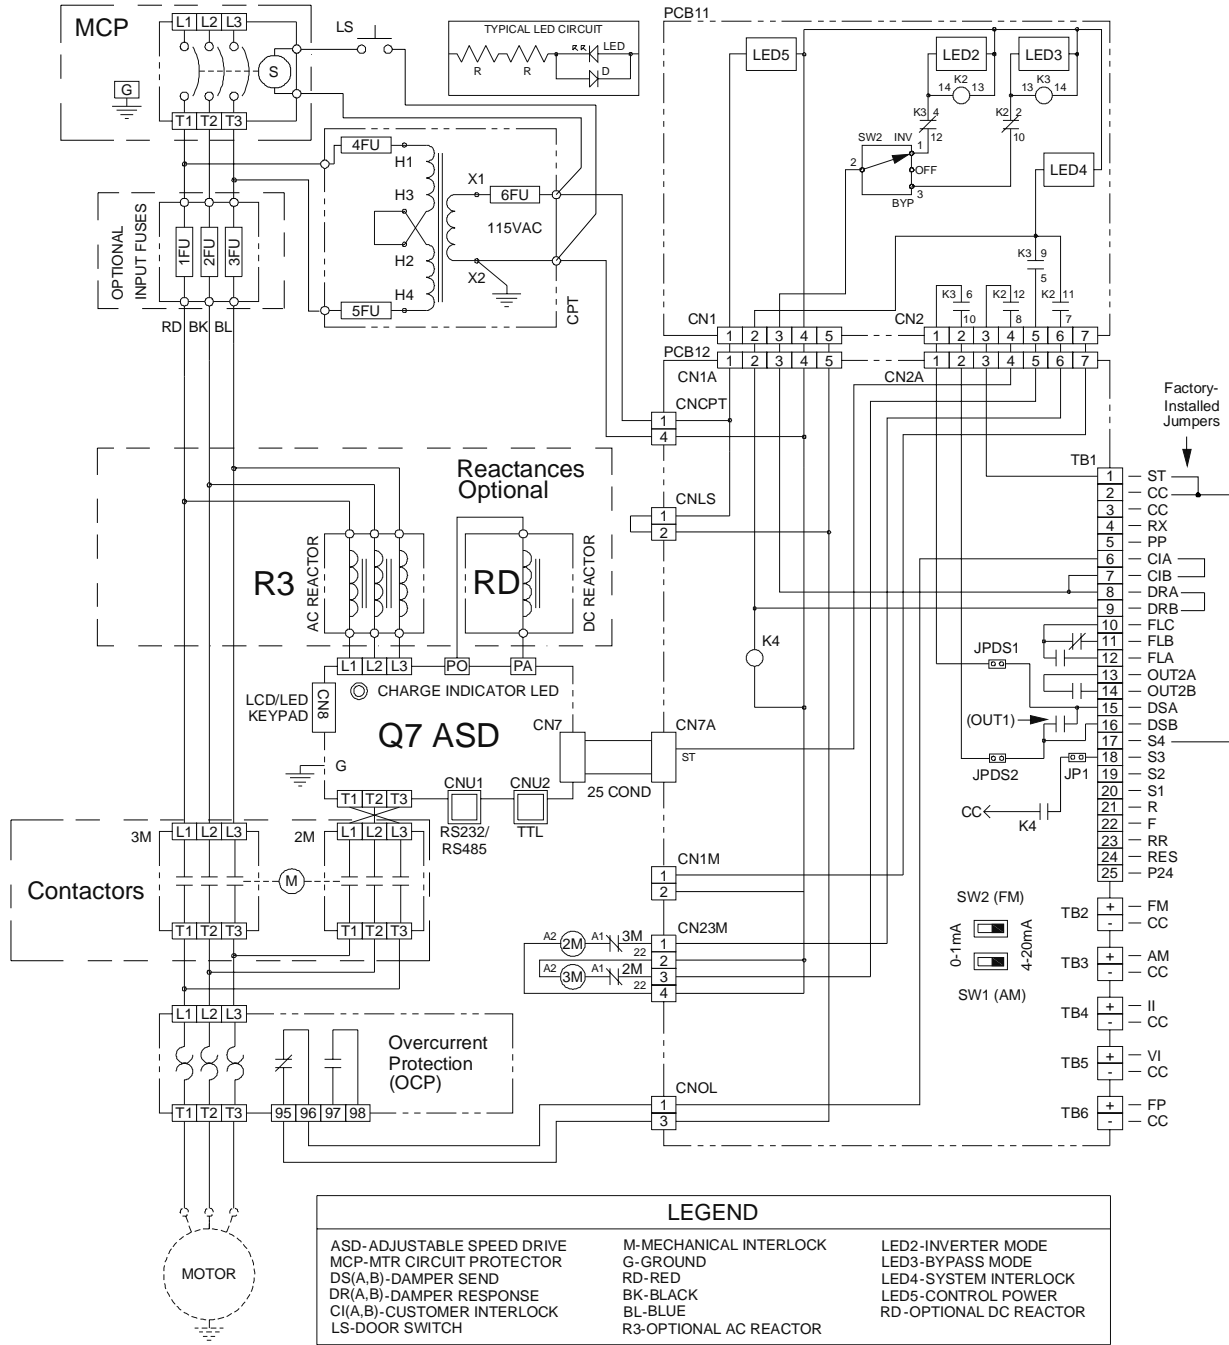 MCP
L1 L2 L3
S
G
T1 T2 T3
LS
TYPICAL LED CIRCUIT
R R
LED
D
4FU
H1
H3
H2
H4
5FU
X1
6FU
115VAC
X2
CPT
OPTIONAL
INPUT FUSES
1FU 2FU 3FU
RD BK BL
PCB11
LED5
LED2
LED3
K2
14 13
K3
13 14
K3 4
12
K2 2
10
SW2 INV
1
2
OFF
3
BYP
LED4
K3 9
5
K3 6
10
K2 12
8
K2 11
7
CN1
1 2 3 4 5
CN2
1 2 3 4 5 6 7
PCB12
1 2 3 4 5
1 2 3 4 5 6 7
CN1A
CN2A
CNCPT
1
4
Factory-
Installed
Jumpers
Reactances
Optional
R3
AC REACTOR
RD
DC REACTOR
CNLS
1
2
TB1
1 ST
2 CC
3 CC
4 RX
5 PP
6 CIA
7 CIB
8 DRA
9 DRB
10 FLC
11 FLB
12 FLA
13 OUT2A
14 OUT2B
15 DSA
16 DSB
17 S4
18 S3
19 S2
20 S1
21 R
22 F
23 RR
24 RES
25 P24
K4
JPDS1
(OUT1)
JPDS2
JP1
CC
K4
L1 L2 L3
PO
PA
CHARGE INDICATOR LED
LCD/LED
KEYPAD
CN8
Q7 ASD
G
CN7
CN7A
ST
25 COND
T1 T2 T3
CNU1
RS232/
RS485
CNU2
TTL
Contactors
3M
L1 L2 L3
2M
L1 L2 L3
M
T1 T2 T3
T1 T2 T3
CN1M
1
2
CN23M
1
2
3
4
A2 2M A1 3M
22
A2 3M A1 2M
22
SW2 (FM)
0-1mA
4-20mA
SW1 (AM)
TB2
+ FM
- CC
TB3
+ AM
- CC
TB4
+ II
- CC
TB5
+ VI
- CC
TB6
+ FP
- CC
L1 L2 L3
Overcurrent
Protection
(OCP)
T1 T2 T3
95 96 97 98
CNOL
1
3
MOTOR
LEGEND
ASD-ADJUSTABLE SPEED DRIVE
MCP-MTR CIRCUIT PROTECTOR
DS(A,B)-DAMPER SEND
DR(A,B)-DAMPER RESPONSE
CI(A,B)-CUSTOMER INTERLOCK
LS-DOOR SWITCH
M-MECHANICAL INTERLOCK
G-GROUND
RD-RED
BK-BLACK
BL-BLUE
R3-OPTIONAL AC REACTOR
LED2-INVERTER MODE
LED3-BYPASS MODE
LED4-SYSTEM INTERLOCK
LED5-CONTROL POWER
RD-OPTIONAL DC REACTOR